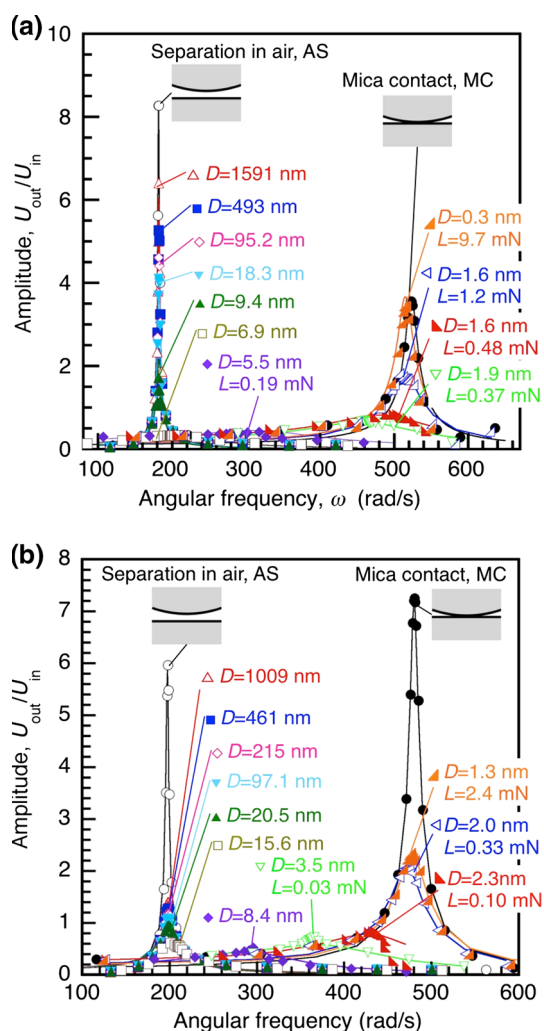 (a)
Separation in air, AS
Mica contact, MC
10
8
6
4
2
0
Amplitude, U_out/U_in
D=1591 nm
D=493 nm
D=95.2 nm
D=18.3 nm
D=9.4 nm
D=6.9 nm
D=5.5 nm
L=0.19 mN
D=0.3 nm
L=9.7 mN
D=1.6 nm
L=1.2 mN
D=1.6 nm
L=0.48 mN
D=1.9 nm
L=0.37 mN
100 200 300 400 500 600
Angular frequency, ω (rad/s)
(b)
Separation in air, AS
Mica contact, MC
8
7
6
5
4
3
2
1
0
Amplitude, U_out/U_in
D=1009 nm
D=461 nm
D=215 nm
D=97.1 nm
D=20.5 nm
D=15.6 nm
D=3.5 nm
L=0.03 mN
D=8.4 nm
D=1.3 nm
L=2.4 mN
D=2.0 nm
L=0.33 mN
D=2.3nm
L=0.10 mN
100 200 300 400 500 600
Angular frequency (rad/s)